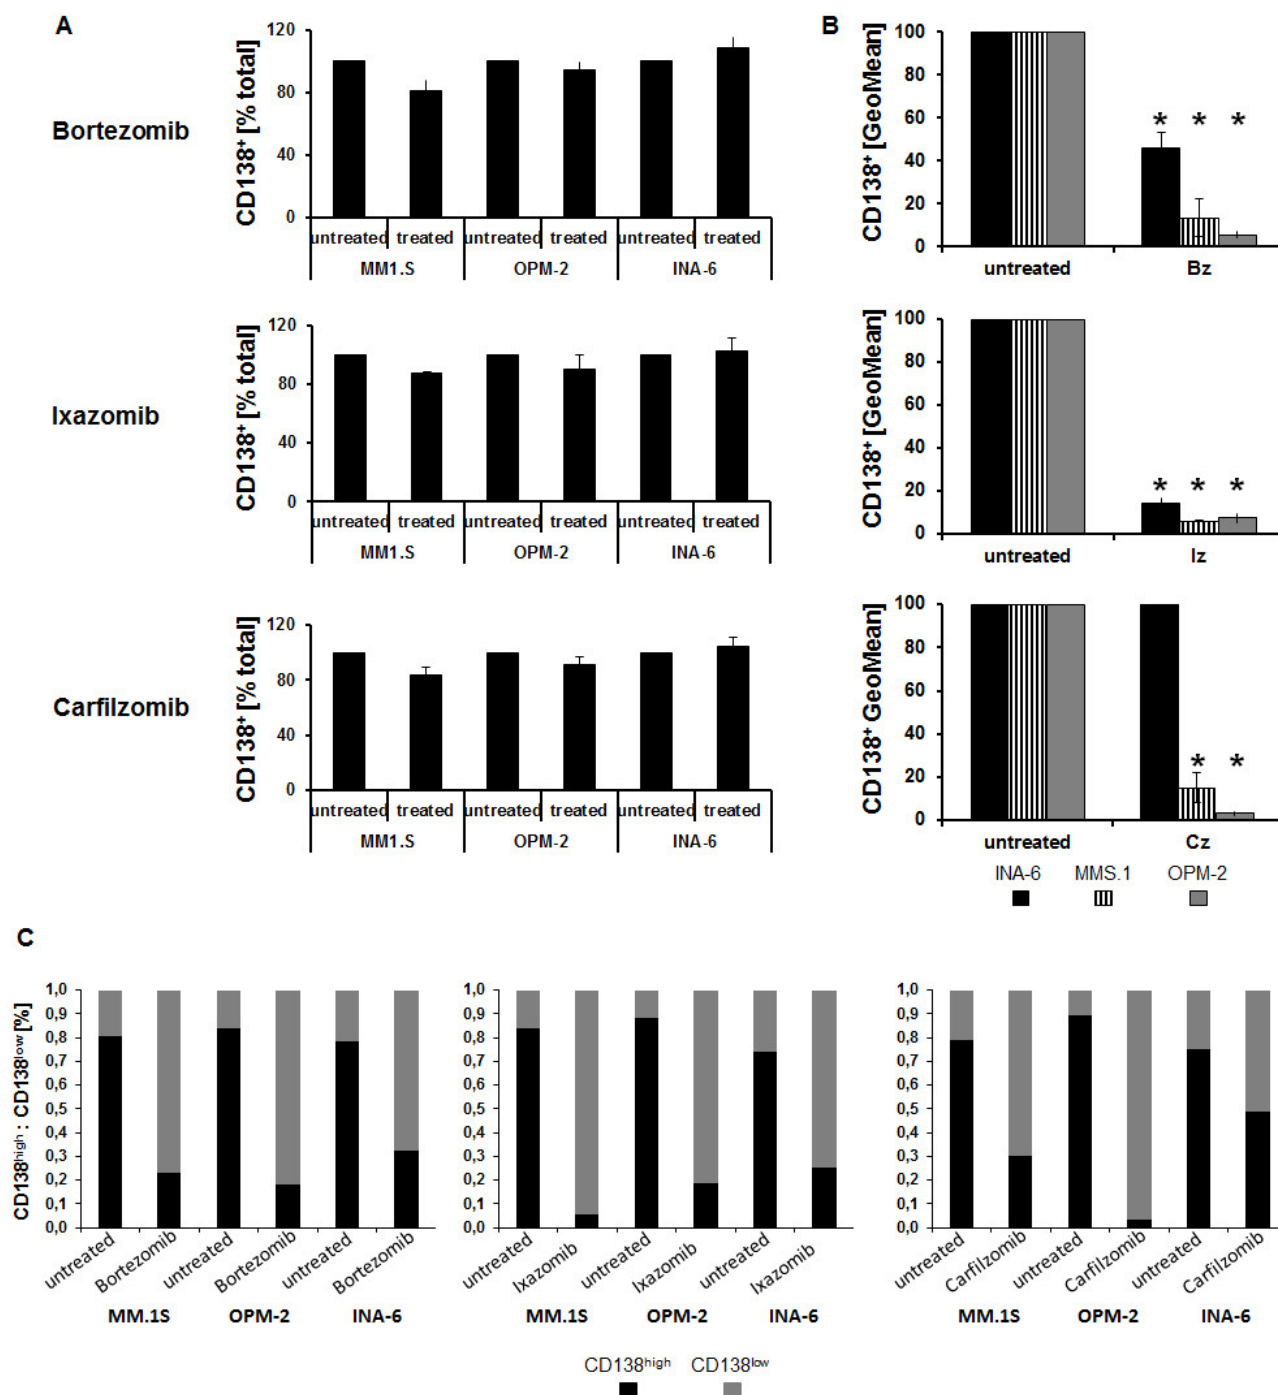 A
Bortezomib
CD138⁺ [% total]
120
80
40
0
untreated treated untreated treated untreated treated
MM1.S OPM-2 INA-6
B
CD138⁺ [GeoMean]
100
80
60
40
20
0
* * *
untreated Bz
Ixazomib
CD138⁺ [% total]
120
80
40
0
untreated treated untreated treated untreated treated
MM1.S OPM-2 INA-6
CD138⁺ [GeoMean]
100
80
60
40
20
0
* * *
untreated Iz
Carfilzomib
CD138⁺ [% total]
120
80
40
0
untreated treated untreated treated untreated treated
MM1.S OPM-2 INA-6
CD138⁺ GeoMean]
100
80
60
40
20
0
* *
untreated Cz
INA-6 MMS.1 OPM-2
C
CD138ʰⁱᵍʰ : CD138ˡᵒʷ [%]
1,0
0,9
0,8
0,7
0,6
0,5
0,4
0,3
0,2
0,1
0,0
untreated Bortezomib untreated Bortezomib untreated Bortezomib
MM.1S OPM-2 INA-6
1,0
0,9
0,8
0,7
0,6
0,5
0,4
0,3
0,2
0,1
0,0
untreated Ixazomib untreated Ixazomib untreated Ixazomib
MM.1S OPM-2 INA-6
1,0
0,9
0,8
0,7
0,6
0,5
0,4
0,3
0,2
0,1
0,0
untreated Carfilzomib untreated Carfilzomib untreated Carfilzomib
MM.1S OPM-2 INA-6
CD138ʰⁱᵍʰ CD138ˡᵒʷ